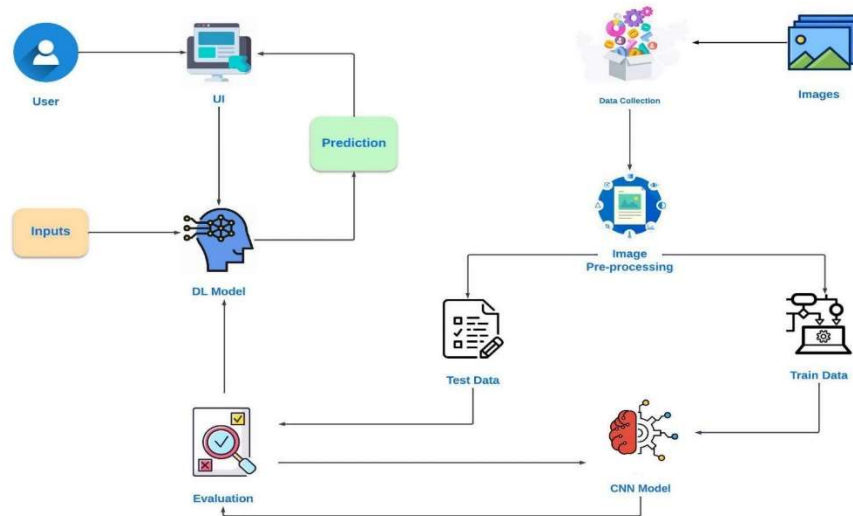 User
UI
Data Collection
Images
Prediction
Inputs
Image
Pre-processing
DL Model
Test Data
Train Data
Evaluation
CNN Model